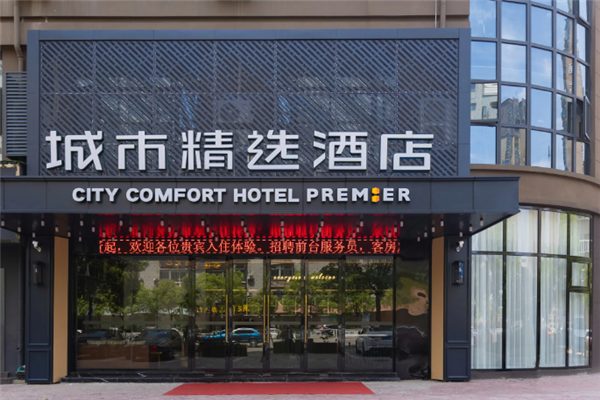 城市精选酒店
CITY COMFORT HOTEL PREMIER
起、欢迎各位贵宾入住体验、招聘前台服务员、客房